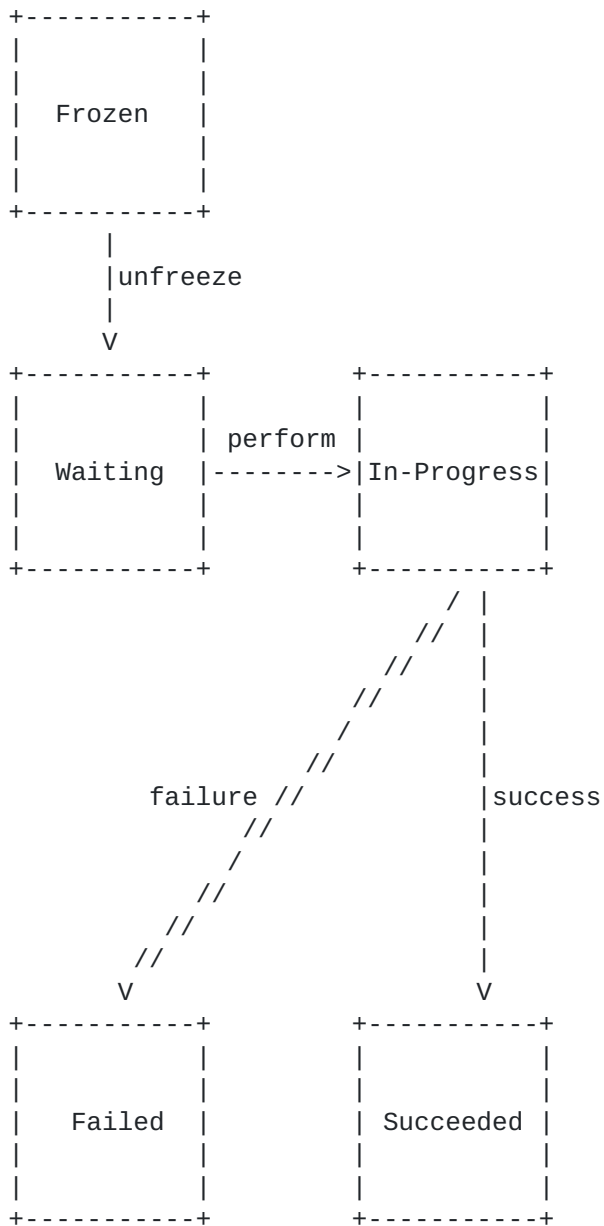 Frozen
unfreeze
perform
Waiting
In-Progress
failure
success
Failed
Succeeded